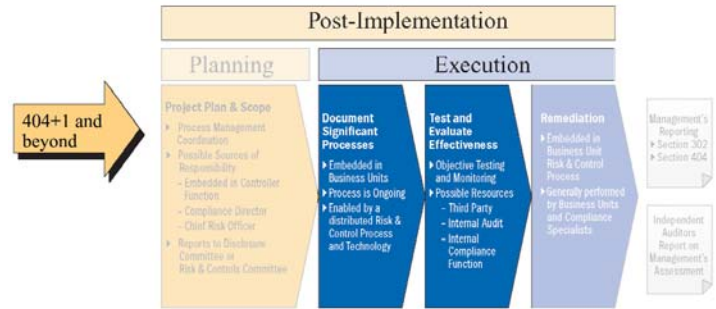 Post-Implementation
Planning
Execution
404+1 and
beyond
Project Plan & Scope
Process Management
Coordination
Possible Sources of
Responsibility
– Embedded in Controller
Function
– Compliance Director
– Chief Risk Officer
Reports to Disclosure
Committee or
Risk & Controls Committee
Document
Significant
Processes
Embedded in
Business Units
Process is Ongoing
Enabled by a
distributed Risk &
Control Process
and Technology
Test and
Evaluate
Effectiveness
Objective Testing
and Monitoring
Possible Resources
– Third Party
– Internal Audit
– Internal
Compliance
Function
Remediation
Embedded in
Business Unit
Risk & Control
Process
Generally performed
by Business Units
and Compliance
Specialists
Management's
Reporting
Section 302
Section 404
Independent
Auditors
Report on
Management's
Assessment